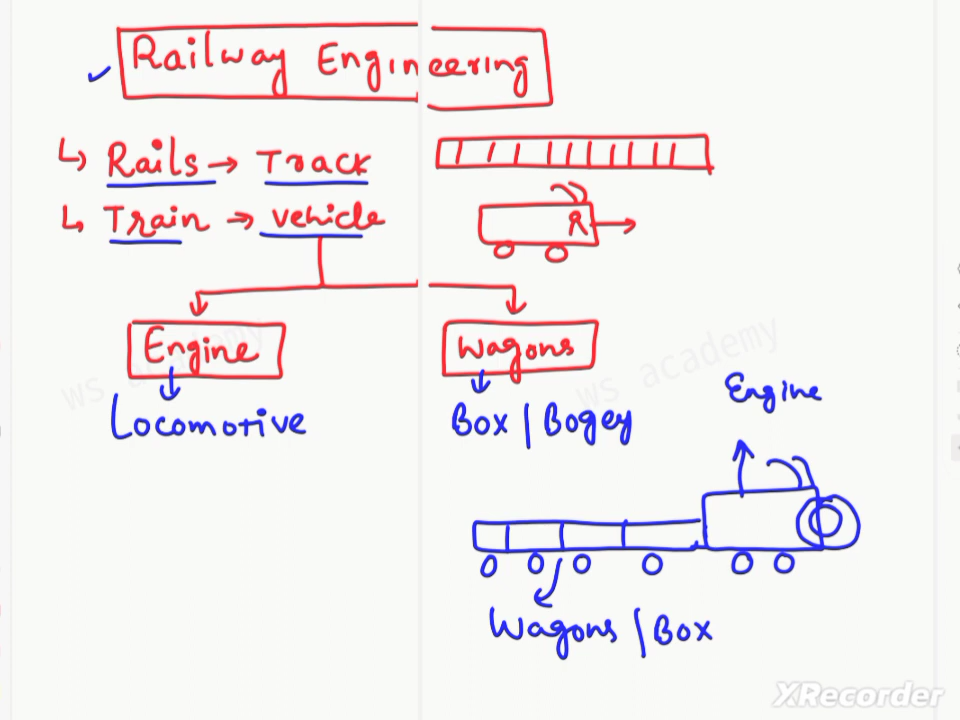 Railway Engineering
Rails → Track
Train → vehicle
Engine
Wagons
Locomotive
Box / Bogey
Engine
Wagons / Box
ws academy
ws academy
XRecorder